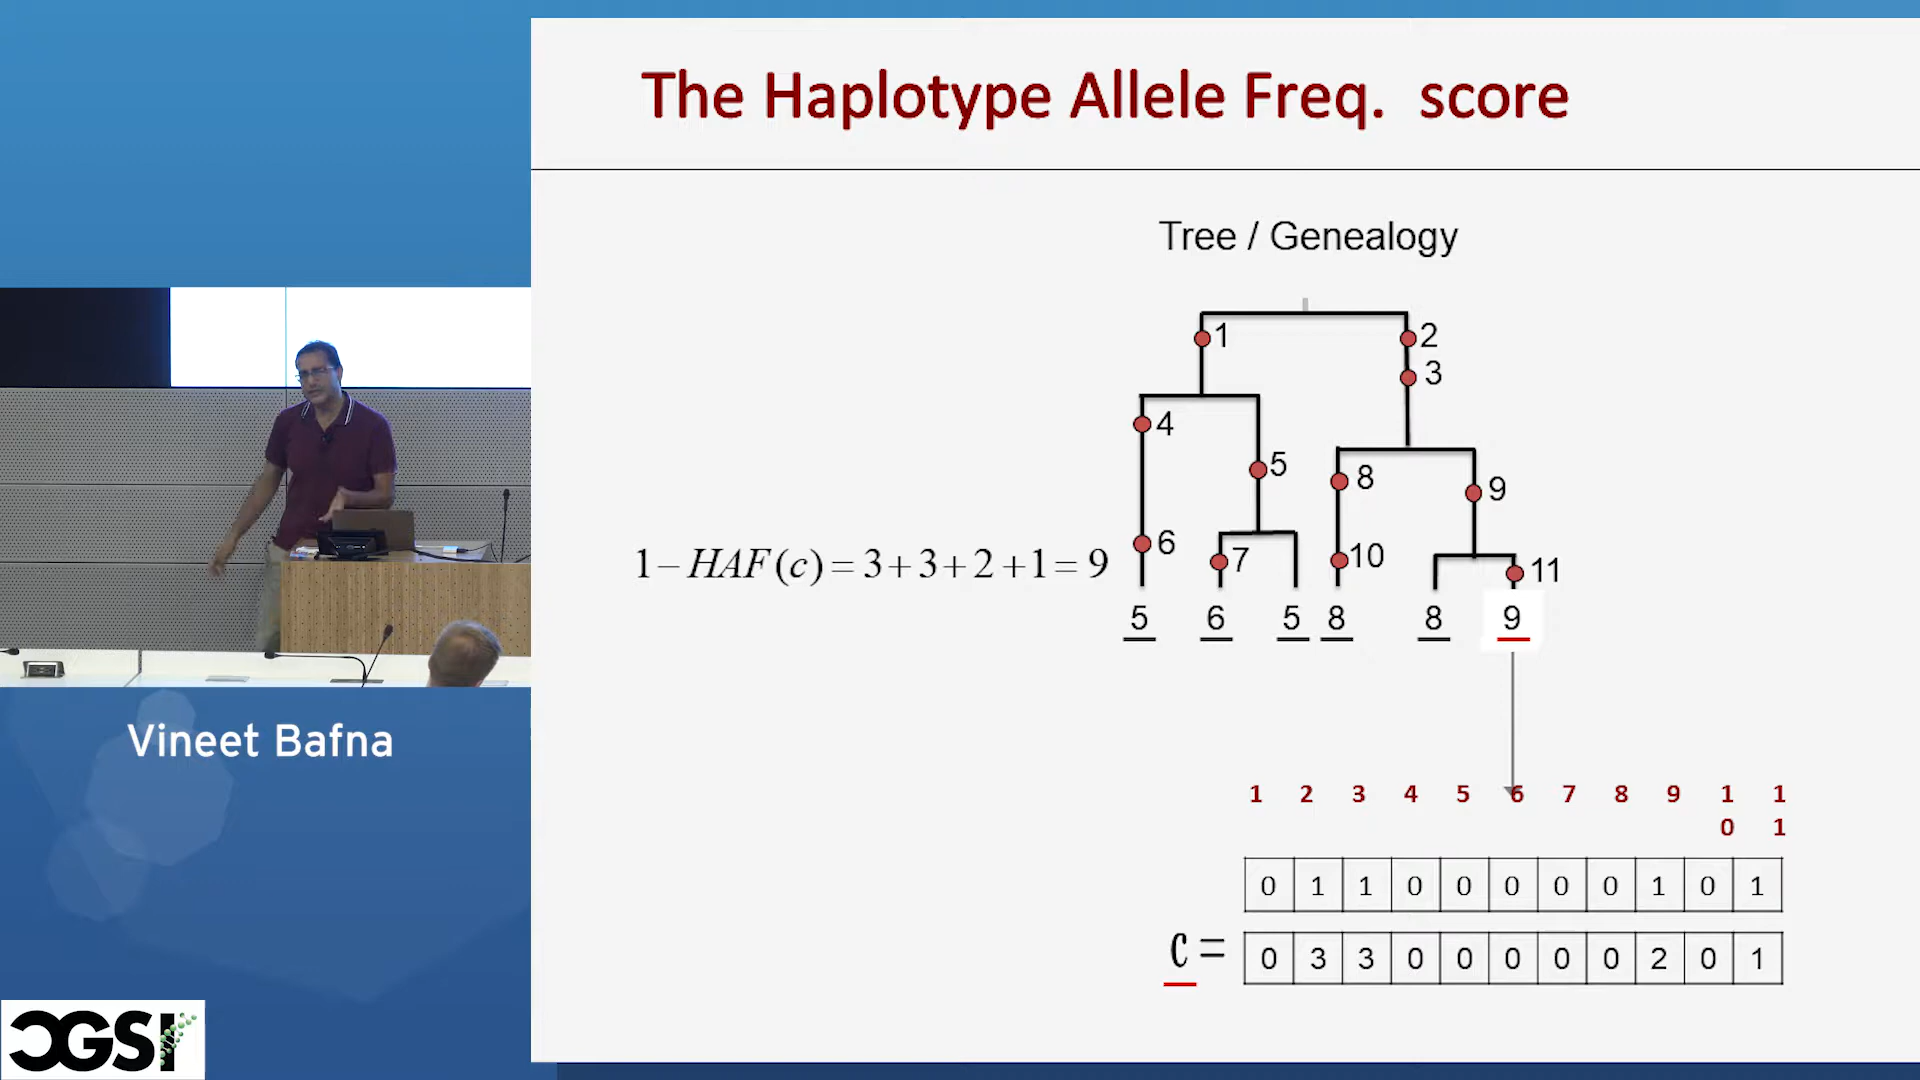 The Haplotype Allele Freq. score
Tree / Genealogy
1
2
3
4
5
8
9
1 − HAF (c) = 3 + 3 + 2 + 1 = 9
6
7
10
11
5 6 5 8 8 9
1 2 3 4 5 6 7 8 9 1 1
0 1
0 1 1 0 0 0 0 0 1 0 1
c = 0 3 3 0 0 0 0 0 2 0 1
Vineet Bafna
CGSI